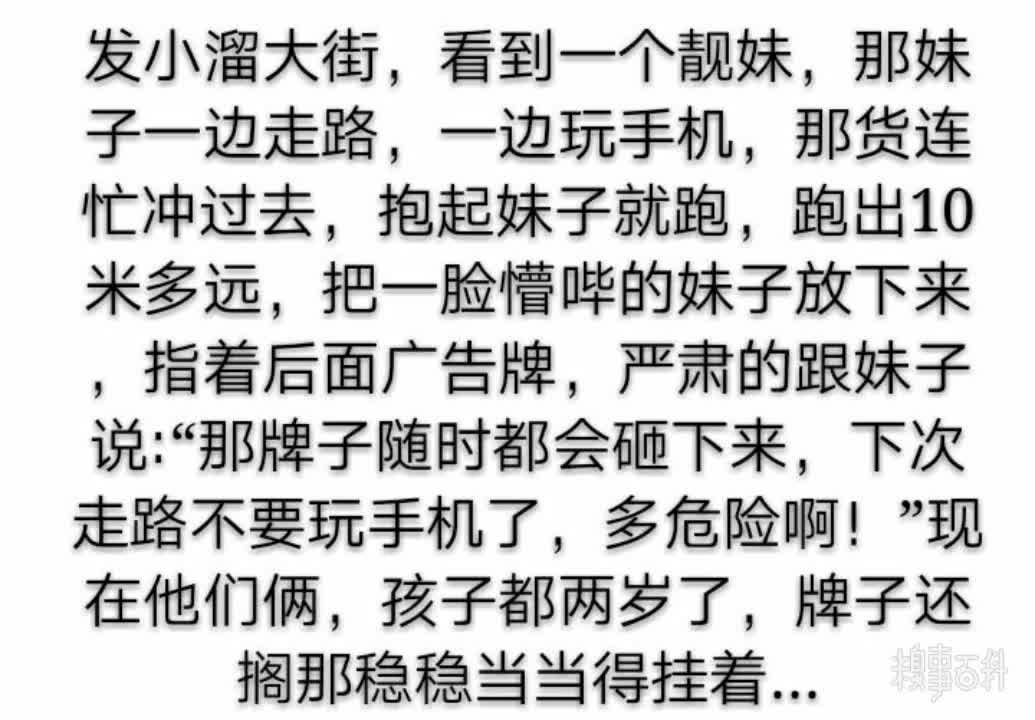 发小溜大街，看到一个靓妹，那妹
子一边走路，一边玩手机，那货连
忙冲过去，抱起妹子就跑，跑出10
米多远，把一脸懵哔的妹子放下来
，指着后面广告牌，严肃的跟妹子
说:“那牌子随时都会砸下来，下次
走路不要玩手机了，多危险啊！”现
在他们俩，孩子都两岁了，牌子还
搁那稳稳当当得挂着...
糗事百科